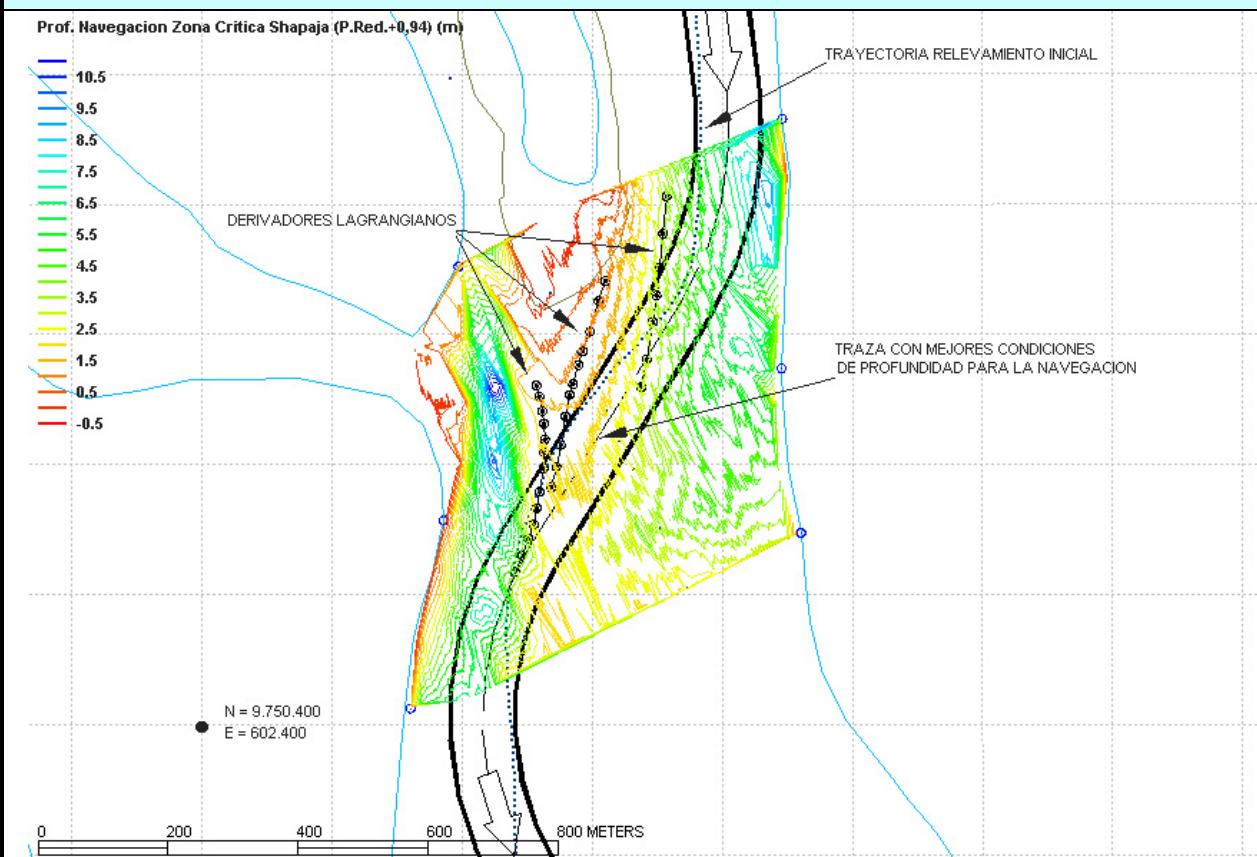 Prof. Navegacion Zona Critica Shapaja (P.Red.+0,94) (m)
10.5
9.5
8.5
7.5
6.5
5.5
4.5
3.5
2.5
1.5
0.5
-0.5
TRAYECTORIA RELEVAMIENTO INICIAL
DERIVADORES LAGRANGIANOS
TRAZA CON MEJORES CONDICIONES
DE PROFUNDIDAD PARA LA NAVEGACION
N = 9.750.400
E = 602.400
0 200 400 600 800 METERS